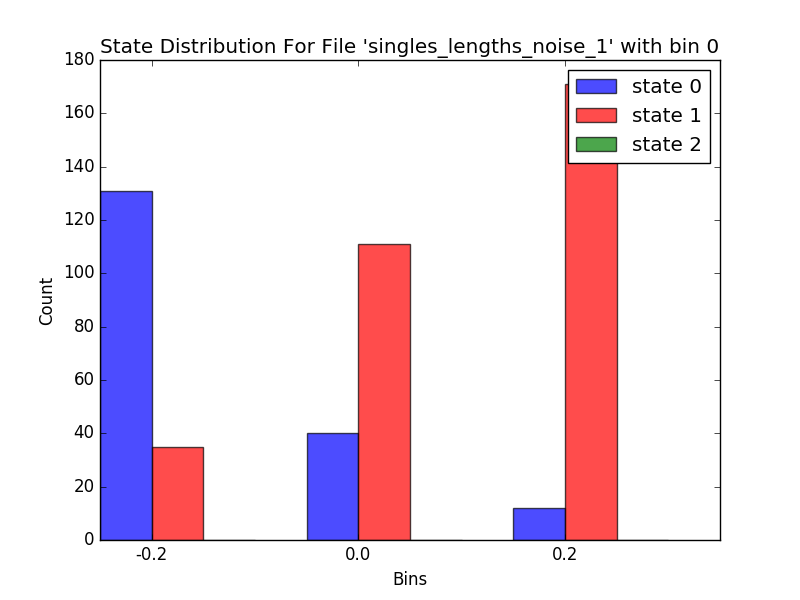 State Distribution For File 'singles_lengths_noise_1' with bin 0
180
160
140
120
100
80
60
40
20
0
Count
state 0
state 1
state 2
-0.2
0.0
0.2
Bins